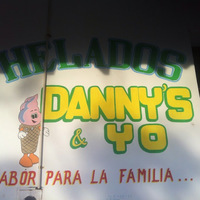 HELADOS
DANNY'S
& YO
ABOR PARA LA FAMILIA...